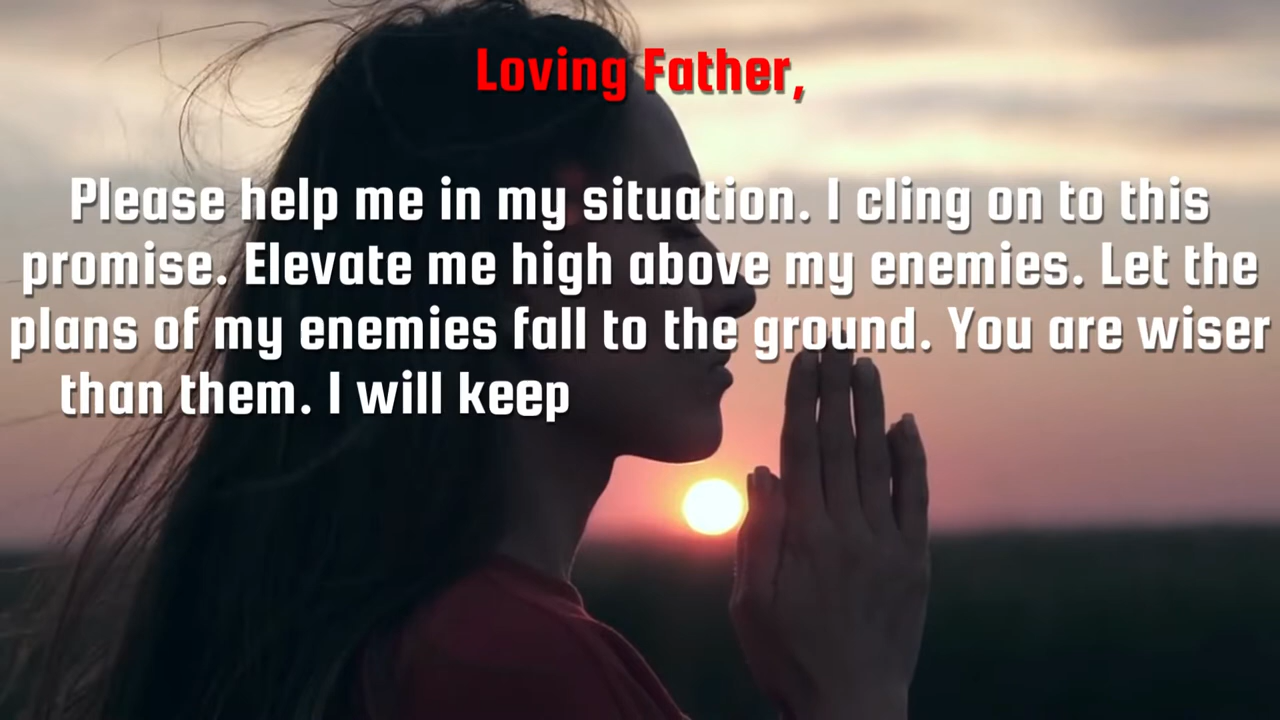 Loving Father,
Please help me in my situation. I cling on to this
promise. Elevate me high above my enemies. Let the
plans of my enemies fall to the ground. You are wiser
than them. I will keep